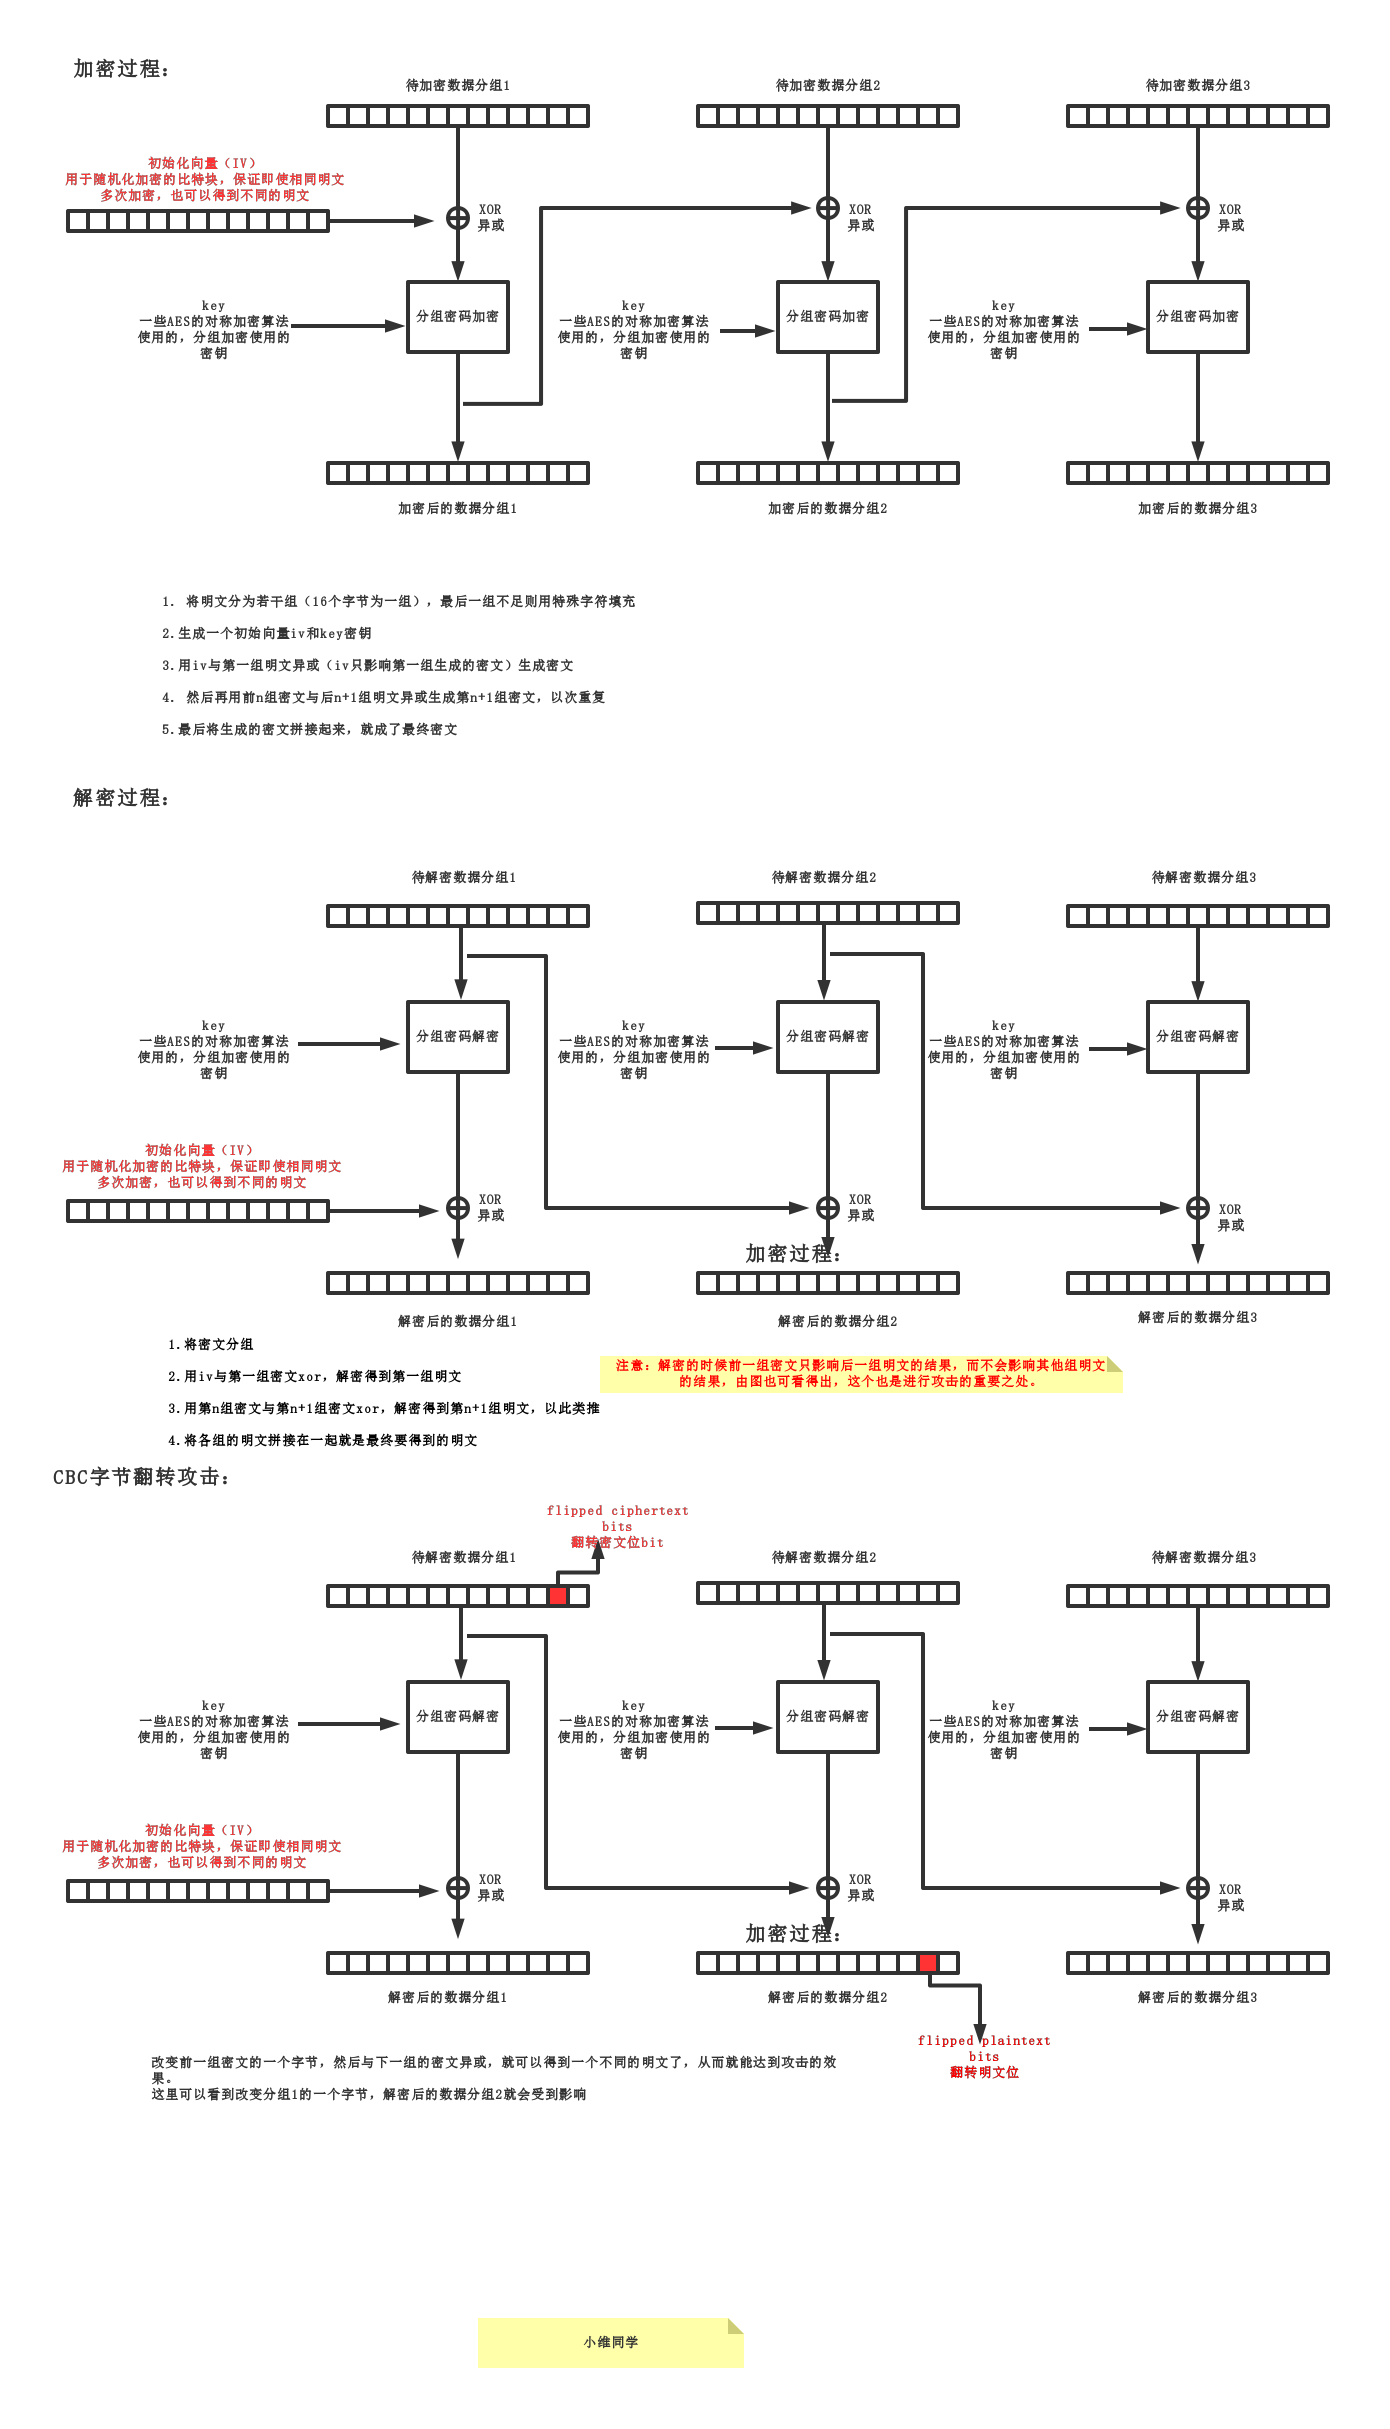 加密过程：
待加密数据分组1
待加密数据分组2
待加密数据分组3
初始化向量（IV）
用于随机化加密的比特块，保证即使相同明文
多次加密，也可以得到不同的明文
XOR
异或
XOR
异或
XOR
异或
key
一些AES的对称加密算法
使用的，分组加密使用的
密钥
分组密码加密
key
一些AES的对称加密算法
使用的，分组加密使用的
密钥
分组密码加密
key
一些AES的对称加密算法
使用的，分组加密使用的
密钥
分组密码加密
加密后的数据分组1
加密后的数据分组2
加密后的数据分组3
1. 将明文分为若干组（16个字节为一组），最后一组不足则用特殊字符填充
2.生成一个初始向量iv和key密钥
3.用iv与第一组明文异或（iv只影响第一组生成的密文）生成密文
4. 然后再用前n组密文与后n+1组明文异或生成第n+1组密文，以次重复
5.最后将生成的密文拼接起来，就成了最终密文
解密过程：
待解密数据分组1
待解密数据分组2
待解密数据分组3
key
一些AES的对称加密算法
使用的，分组加密使用的
密钥
分组密码解密
key
一些AES的对称加密算法
使用的，分组加密使用的
密钥
分组密码解密
key
一些AES的对称加密算法
使用的，分组加密使用的
密钥
分组密码解密
初始化向量（IV）
用于随机化加密的比特块，保证即使相同明文
多次加密，也可以得到不同的明文
XOR
异或
XOR
异或
XOR
异或
加密过程：
解密后的数据分组1
解密后的数据分组2
解密后的数据分组3
1.将密文分组
2.用iv与第一组密文xor，解密得到第一组明文
3.用第n组密文与第n+1组密文xor，解密得到第n+1组明文，以此类推
4.将各组的明文拼接在一起就是最终要得到的明文
注意：解密的时候前一组密文只影响后一组明文的结果，而不会影响其他组明文
的结果，由图也可看得出，这个也是进行攻击的重要之处。
CBC字节翻转攻击：
flipped ciphertext
bits
翻转密文位bit
待解密数据分组1
待解密数据分组2
待解密数据分组3
key
一些AES的对称加密算法
使用的，分组加密使用的
密钥
分组密码解密
key
一些AES的对称加密算法
使用的，分组加密使用的
密钥
分组密码解密
key
一些AES的对称加密算法
使用的，分组加密使用的
密钥
分组密码解密
初始化向量（IV）
用于随机化加密的比特块，保证即使相同明文
多次加密，也可以得到不同的明文
XOR
异或
XOR
异或
XOR
异或
加密过程：
解密后的数据分组1
解密后的数据分组2
解密后的数据分组3
flipped plaintext
bits
翻转明文位
改变前一组密文的一个字节，然后与下一组的密文异或，就可以得到一个不同的明文了，从而就能达到攻击的效
果。
这里可以看到改变分组1的一个字节，解密后的数据分组2就会受到影响
小维同学